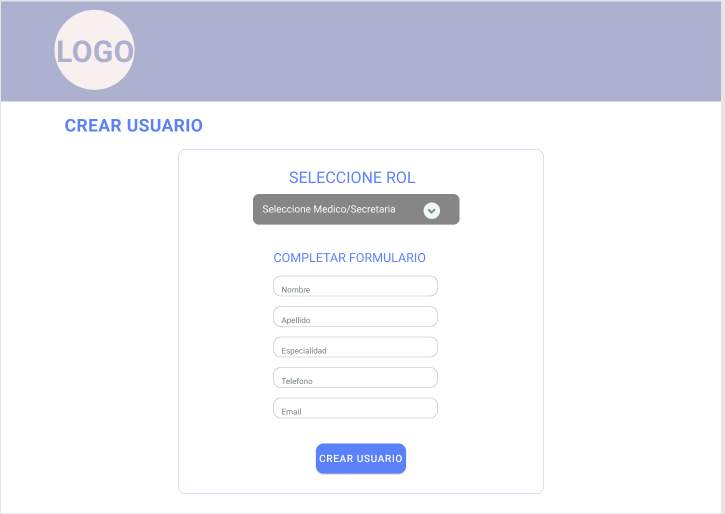 LOGO
CREAR USUARIO
SELECCIONE ROL
Seleccione Medico/Secretaria
COMPLETAR FORMULARIO
Nombre
Apellido
Especialidad
Telefono
Email
CREAR USUARIO